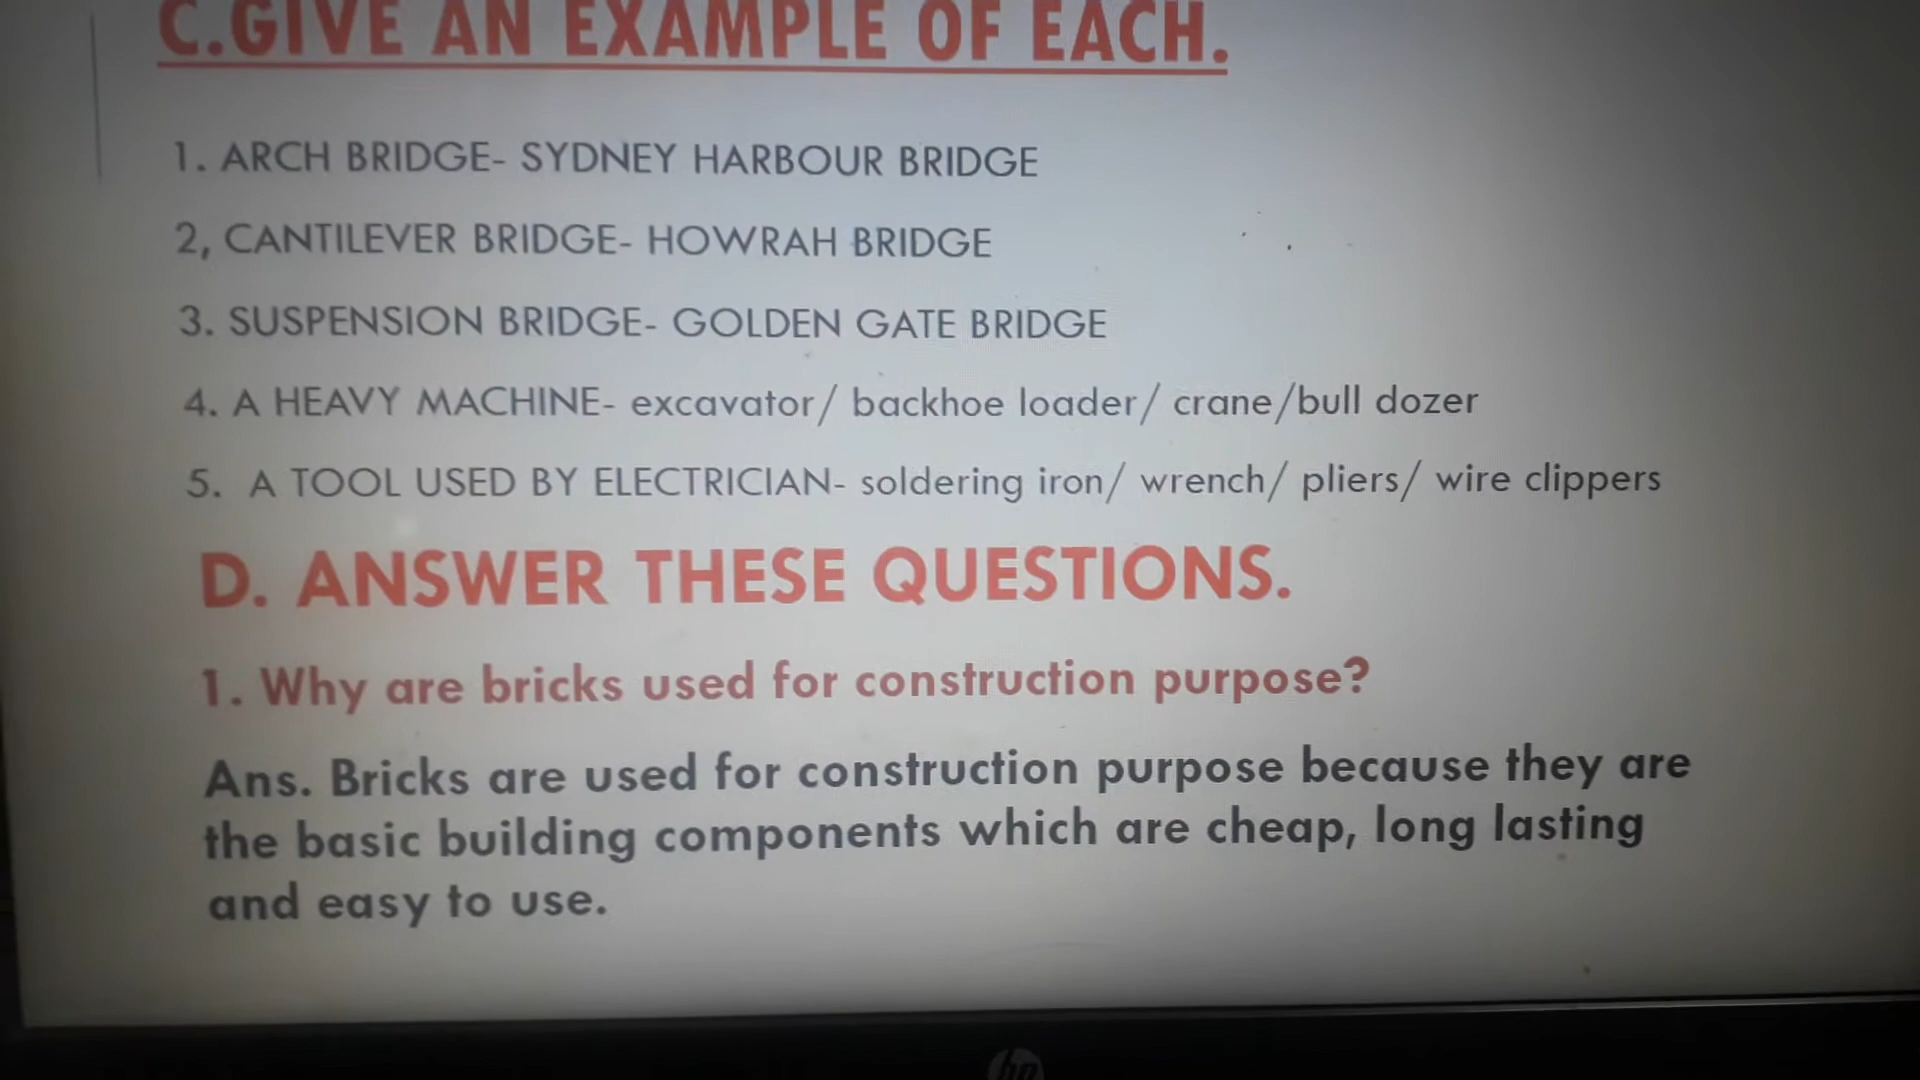 C.GIVE AN EXAMPLE OF EACH.
1. ARCH BRIDGE- SYDNEY HARBOUR BRIDGE
2, CANTILEVER BRIDGE- HOWRAH BRIDGE
3. SUSPENSION BRIDGE- GOLDEN GATE BRIDGE
4. A HEAVY MACHINE- excavator/ backhoe loader/ crane/bull dozer
5. A TOOL USED BY ELECTRICIAN- soldering iron/ wrench/ pliers/ wire clippers
D. ANSWER THESE QUESTIONS.
1. Why are bricks used for construction purpose?
Ans. Bricks are used for construction purpose because they are
the basic building components which are cheap, long lasting
and easy to use.
hp